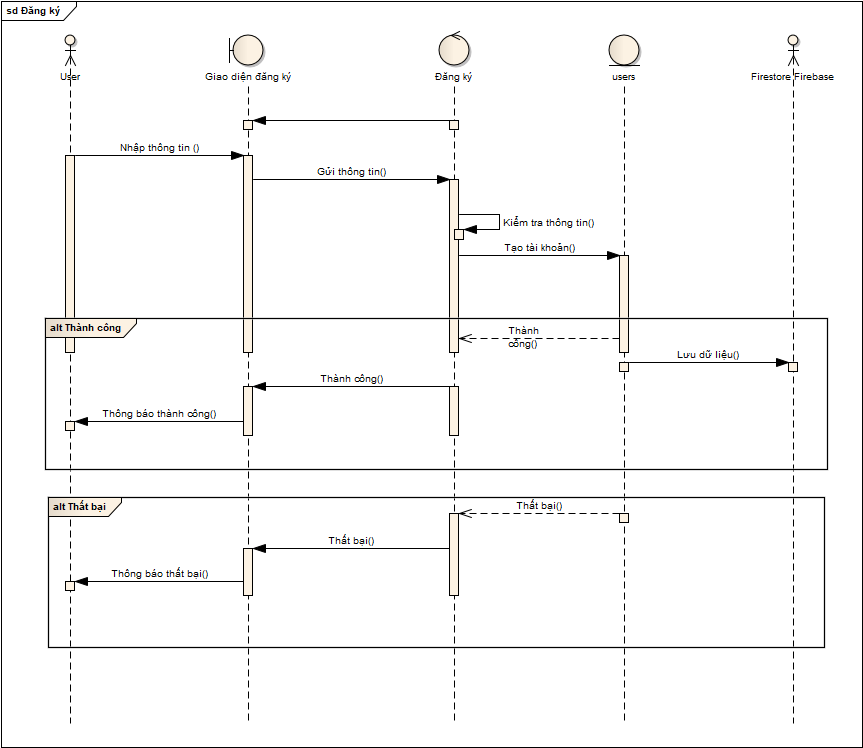 sd Đăng ký
User
Giao diện đăng ký
Đăng ký
users
Firestore Firebase
Nhập thông tin ()
Gửi thông tin()
Kiểm tra thông tin()
Tạo tài khoản()
alt Thành công
Thành
công()
Lưu dữ liệu()
Thành công()
Thông báo thành công()
alt Thất bại
Thất bại()
Thất bại()
Thông báo thất bại()